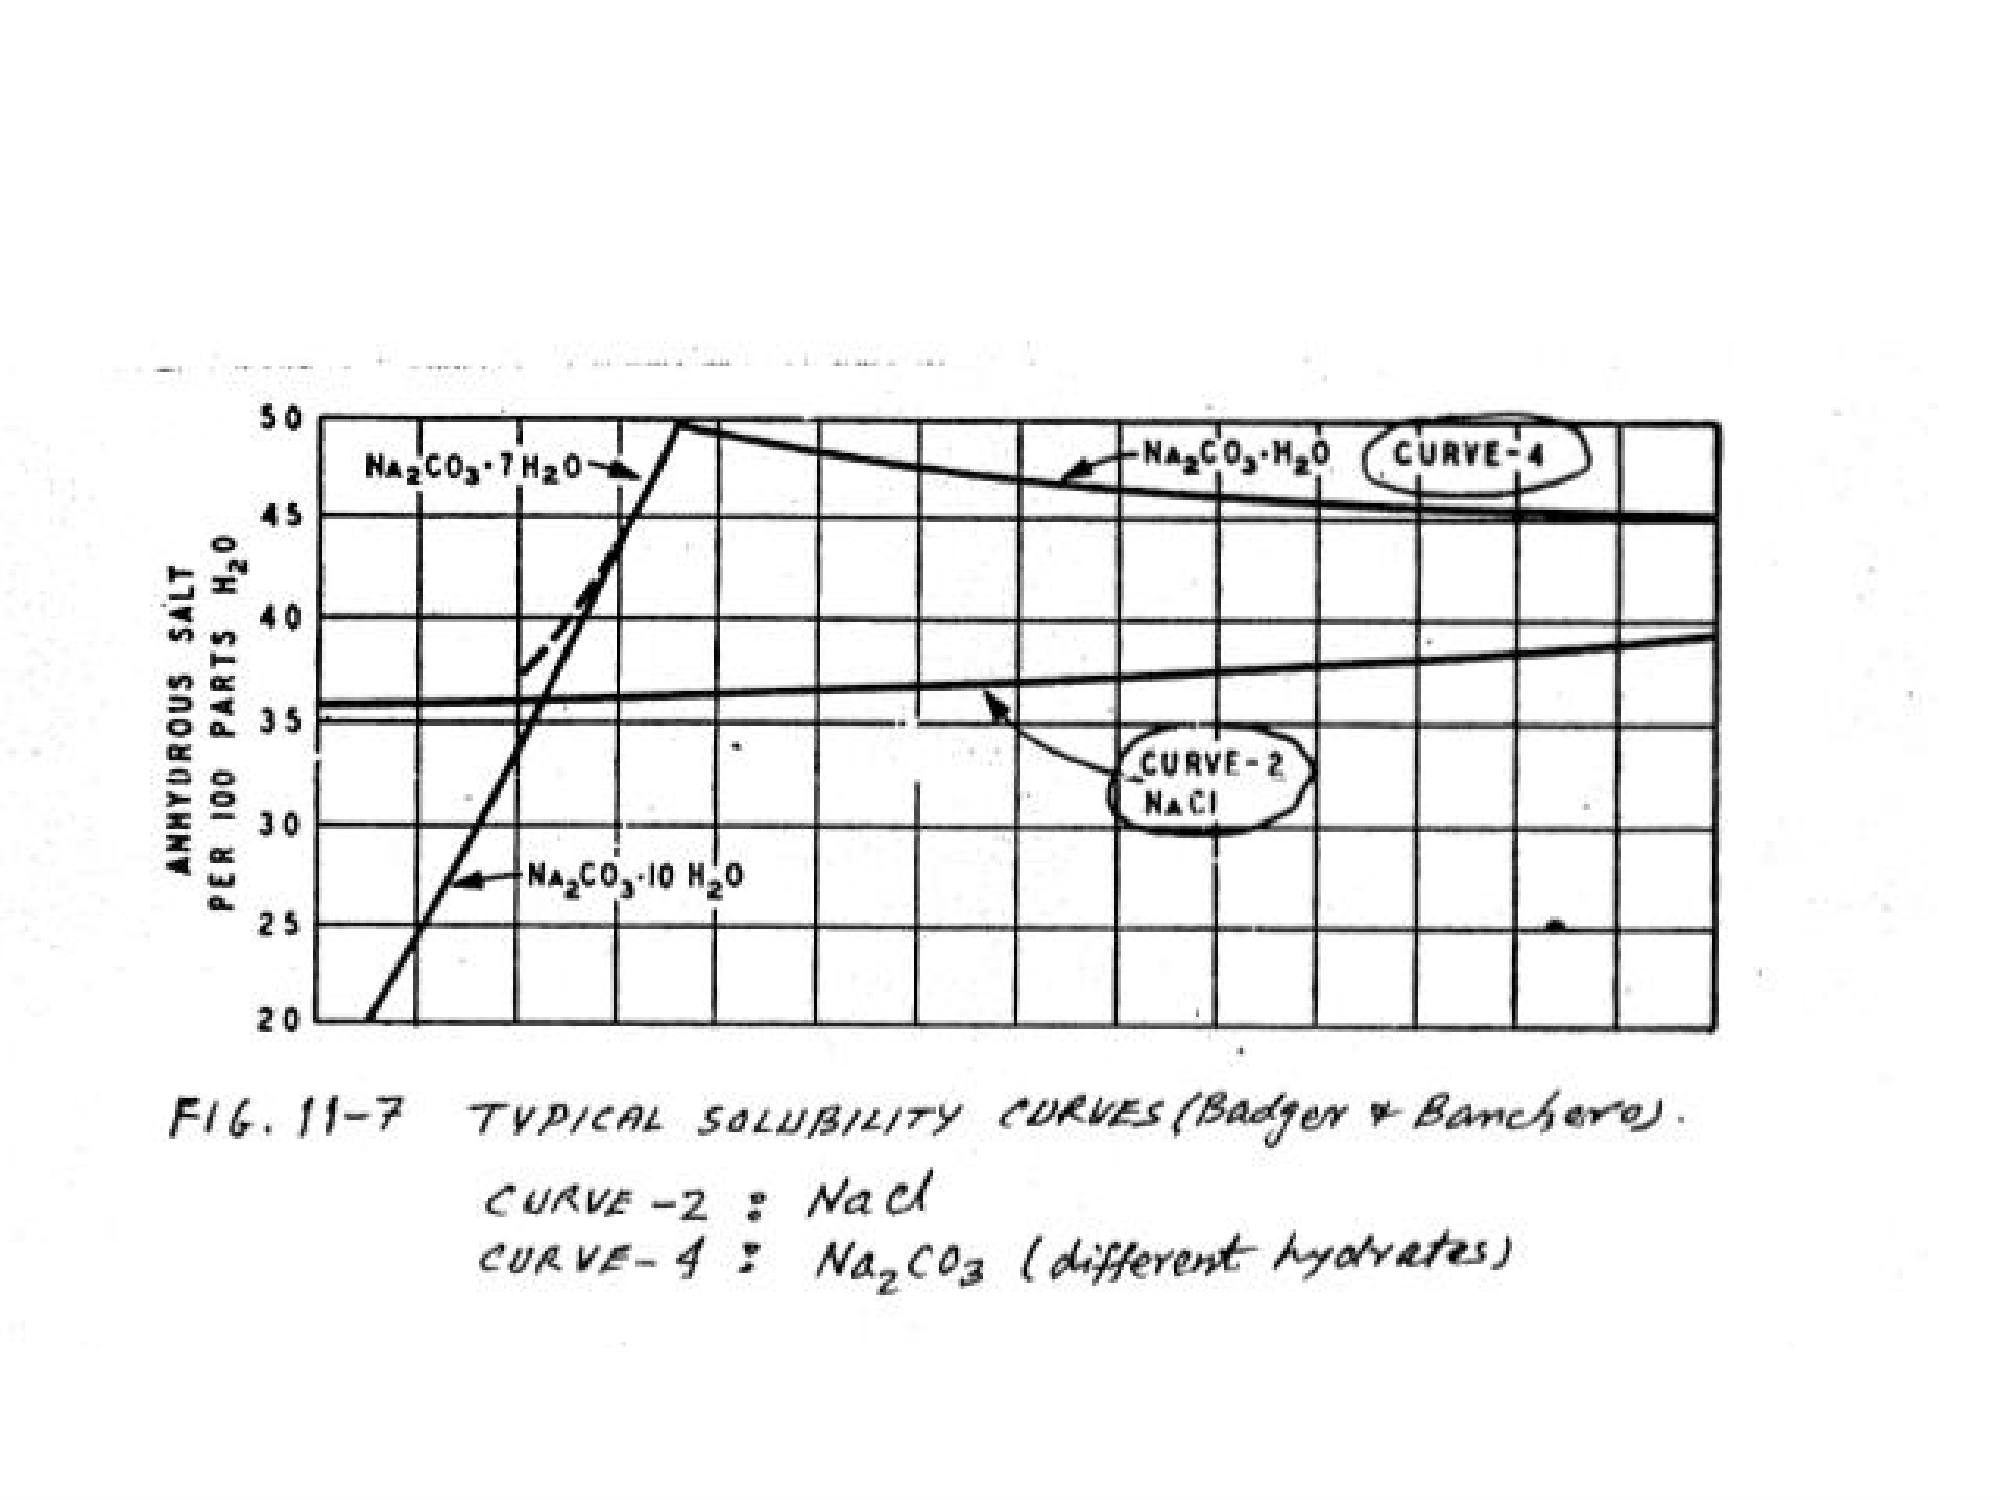 50
NA₂CO₃·7H₂O
NA₂CO₃·H₂O
CURVE-4
45
40
35
30
25
20
ANHYDROUS SALT
PER 100 PARTS H₂O
CURVE-2
NACl
NA₂CO₃·10 H₂O
FIG. 11-7 TYPICAL SOLUBILITY CURVES (Badger & Banchero).
CURVE-2 : NaCl
CURVE-4 : Na₂CO₃ (different hydrates)